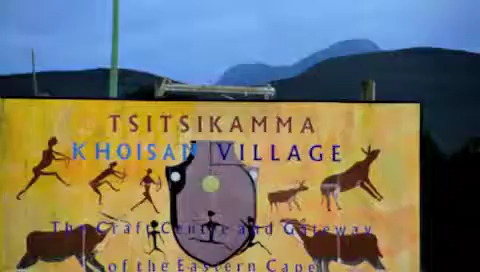 TSITSIKAMMA
KHOISAN VILLAGE
The Craft Centre and Gateway
of the Eastern Cape